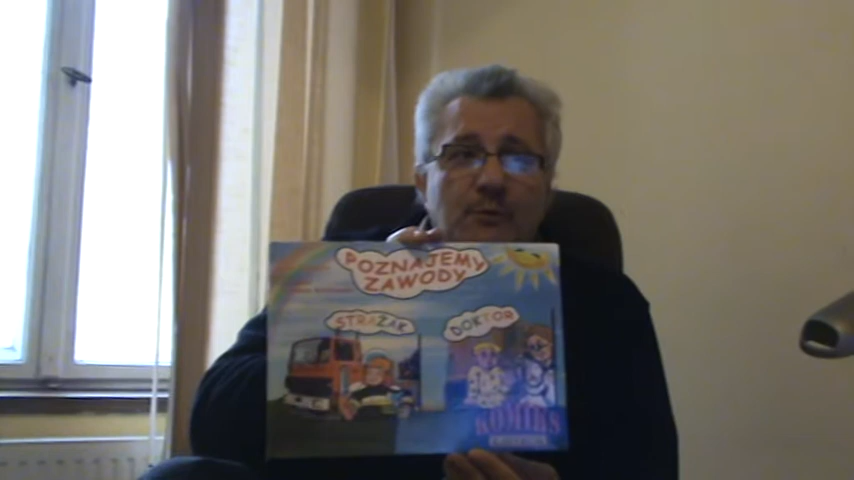 POZNAJEMY
ZAWODY
STRAŻAK
DOKTOR
KOMIKS